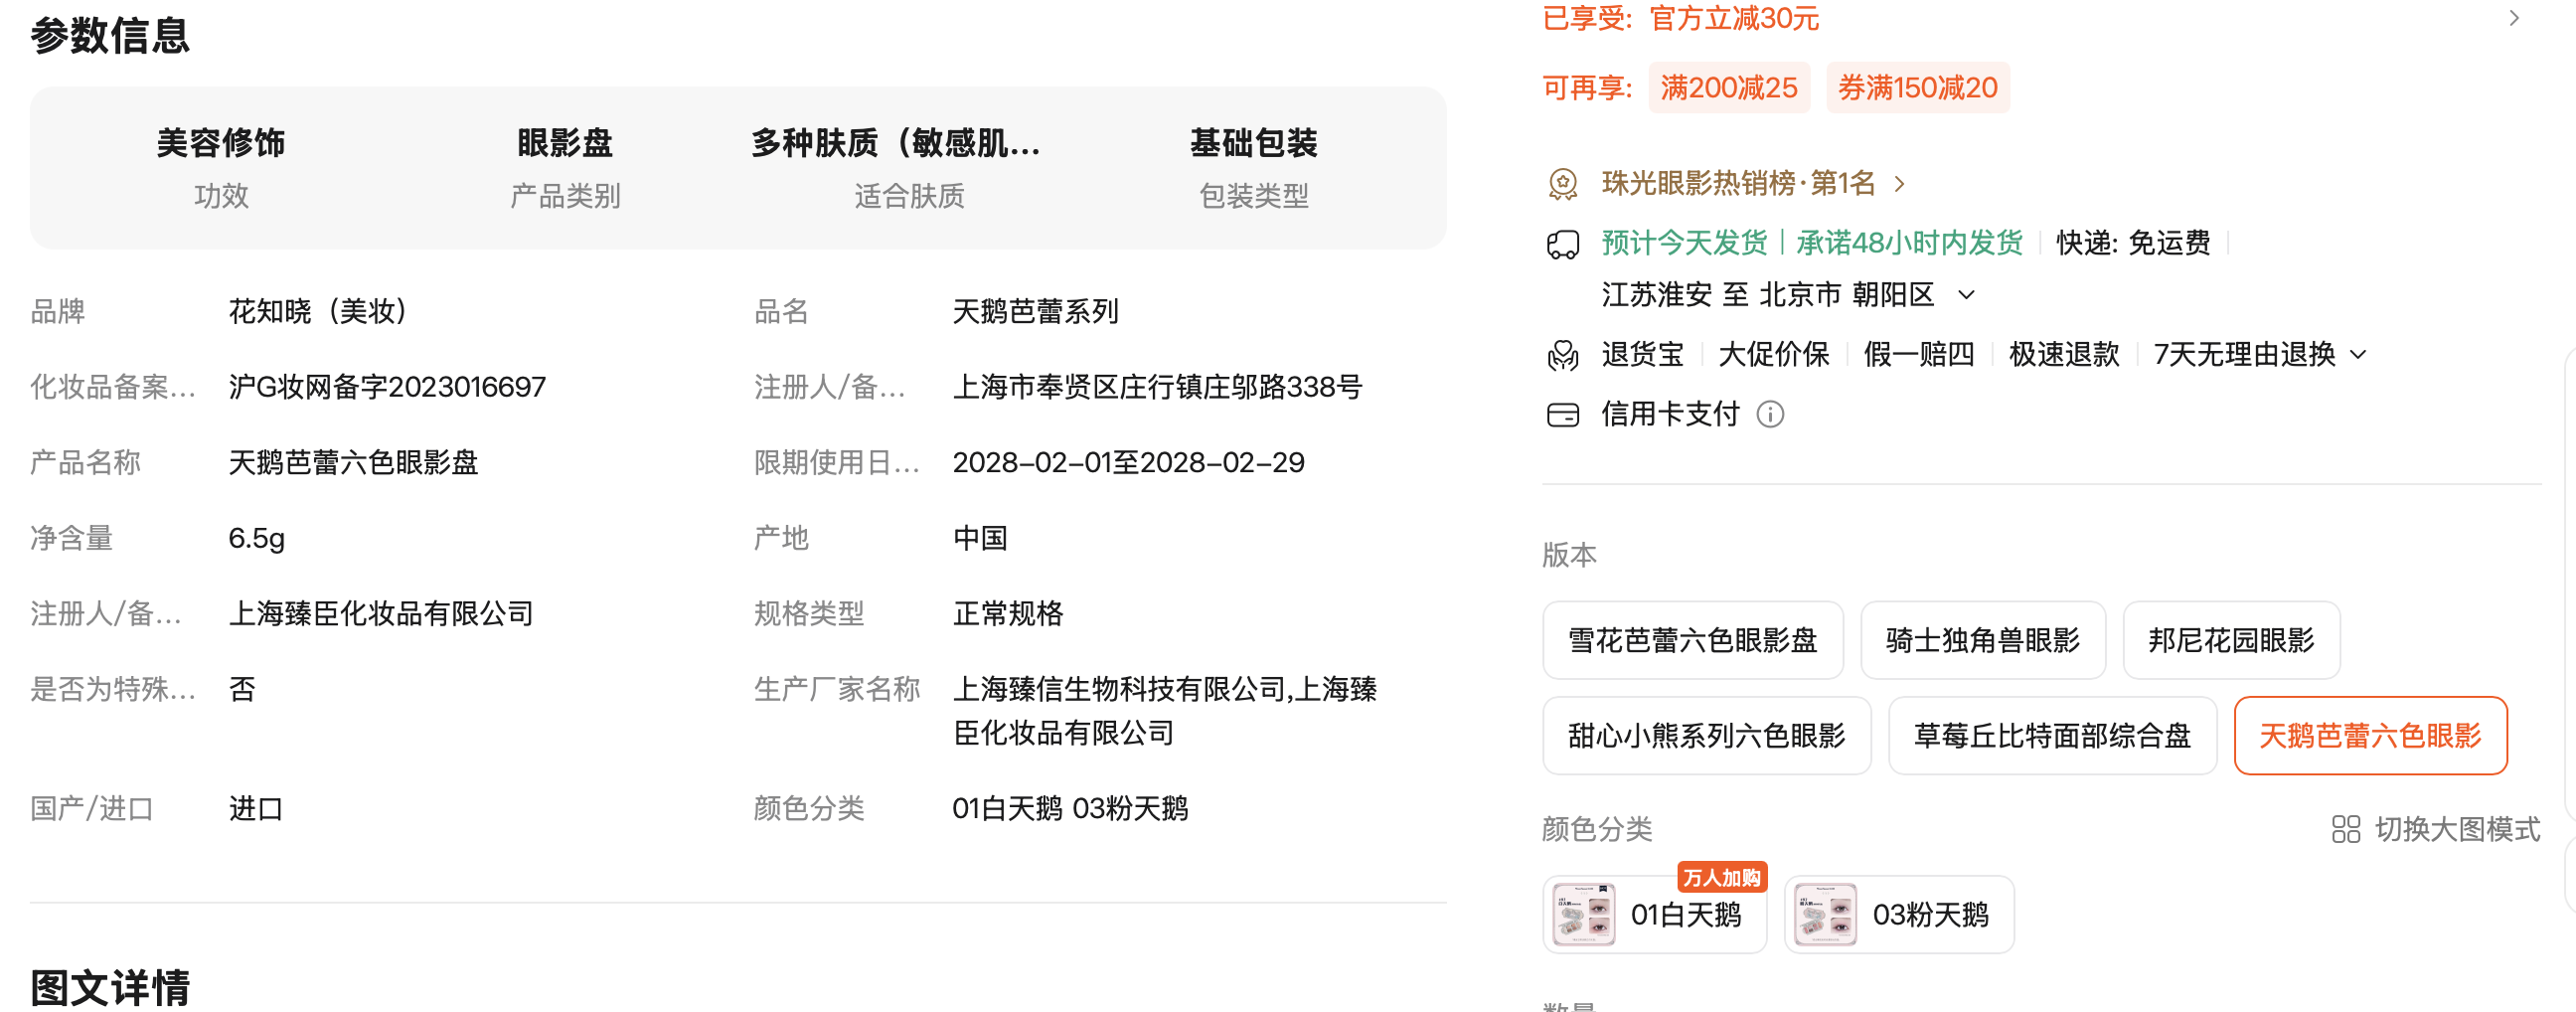 参数信息
美容修饰 眼影盘 多种肤质（敏感肌... 基础包装
功效 产品类别 适合肤质 包装类型
品牌 花知晓（美妆） 品名 天鹅芭蕾系列
化妆品备案... 沪G妆网备字2023016697 注册人/备... 上海市奉贤区庄行镇庄邬路338号
产品名称 天鹅芭蕾六色眼影盘 限期使用日... 2028-02-01至2028-02-29
净含量 6.5g 产地 中国
注册人/备... 上海臻臣化妆品有限公司 规格类型 正常规格
是否为特殊... 否 生产厂家名称 上海臻信生物科技有限公司,上海臻
臣化妆品有限公司
国产/进口 进口 颜色分类 01白天鹅 03粉天鹅
图文详情
已享受: 官方立减30元
可再享: 满200减25 券满150减20
珠光眼影热销榜·第1名
预计今天发货 承诺48小时内发货 快递: 免运费
江苏淮安 至 北京市 朝阳区
退货宝 大促价保 假一赔四 极速退款 7天无理由退换
信用卡支付
版本
雪花芭蕾六色眼影盘 骑士独角兽眼影 邦尼花园眼影
甜心小熊系列六色眼影 草莓丘比特面部综合盘 天鹅芭蕾六色眼影
颜色分类 切换大图模式
万人加购
01白天鹅 03粉天鹅
数量